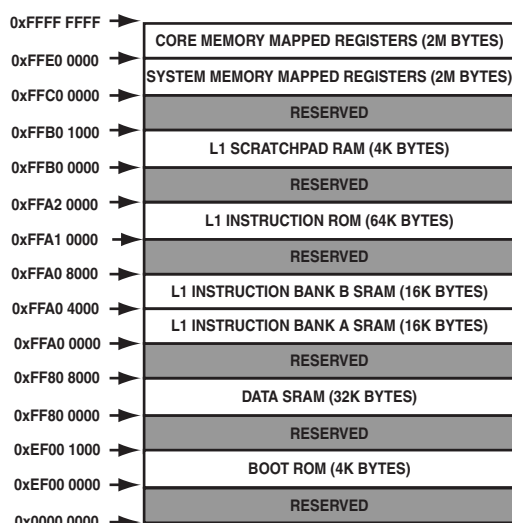 0xFFFF FFFF
CORE MEMORY MAPPED REGISTERS (2M BYTES)
0xFFE0 0000
SYSTEM MEMORY MAPPED REGISTERS (2M BYTES)
0xFFC0 0000
RESERVED
0xFFB0 1000
L1 SCRATCHPAD RAM (4K BYTES)
0xFFB0 0000
RESERVED
0xFFA2 0000
L1 INSTRUCTION ROM (64K BYTES)
0xFFA1 0000
RESERVED
0xFFA0 8000
L1 INSTRUCTION BANK B SRAM (16K BYTES)
0xFFA0 4000
L1 INSTRUCTION BANK A SRAM (16K BYTES)
0xFFA0 0000
RESERVED
0xFF80 8000
DATA SRAM (32K BYTES)
0xFF80 0000
RESERVED
0xEF00 1000
BOOT ROM (4K BYTES)
0xEF00 0000
RESERVED
0x0000 0000